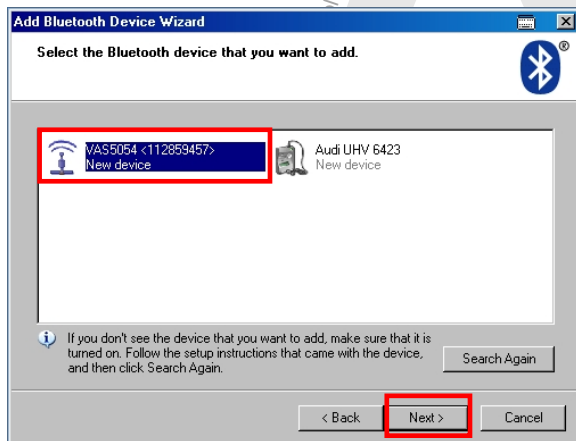 Add Bluetooth Device Wizard
Select the Bluetooth device that you want to add.
®
VAS5054 <112859457>
New device
Audi UHV 6423
New device
If you don't see the device that you want to add, make sure that it is
turned on. Follow the setup instructions that came with the device,
and then click Search Again.
Search Again
< Back
Next >
Cancel